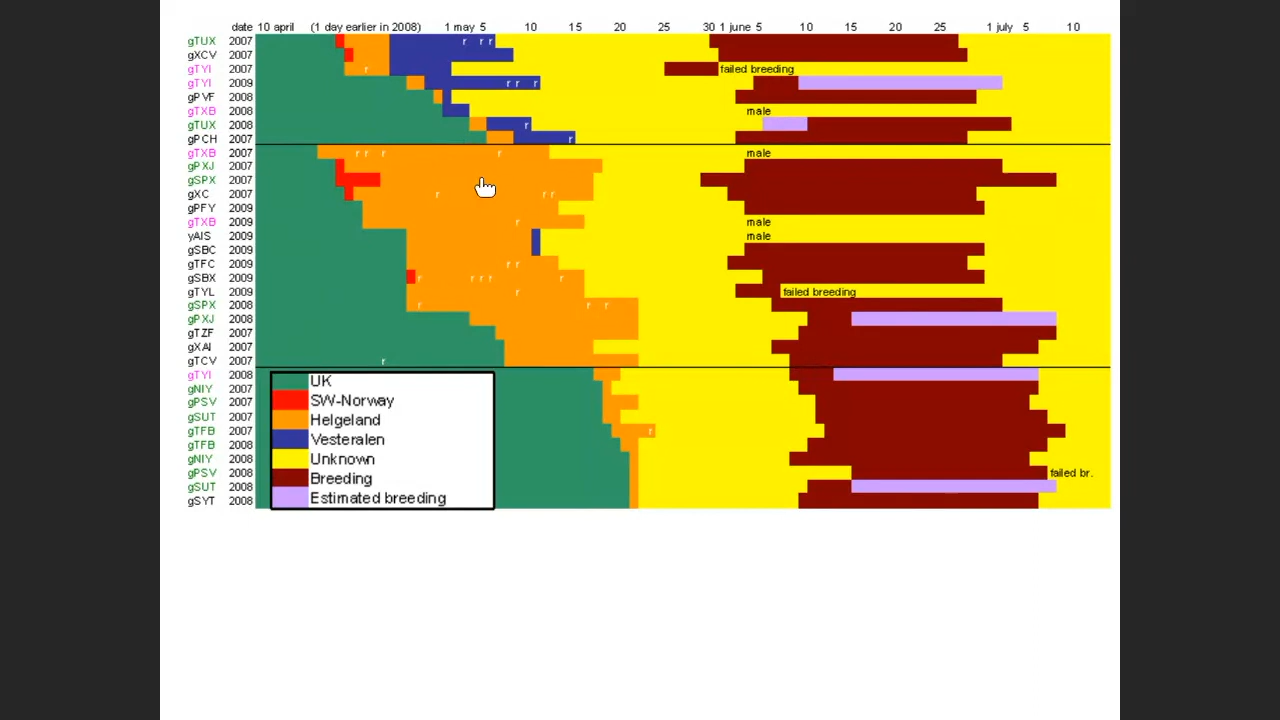 date 10 april (1 day earlier in 2008) 1 may 5 10 15 20 25 30 1 june 5 10 15 20 25 1 july 5 10
gTUX 2007 r r r
gXCV 2007
gTYI 2007 r failed breeding
gTYI 2009 r r r
gPVF 2008
gTXB 2008 male
gTUX 2008 r
gPCH 2007 r
gTXB 2007 r r r r male
gPXJ 2007
gSPX 2007
gXC 2007 r r r
gPFY 2009
gTXB 2009 r male
yAIS 2009 male
gSBC 2009
gTFC 2009 r r
gSBX 2009 r r r r r
gTYL 2009 r failed breeding
gSPX 2008 r r r
gPXJ 2008
gTZF 2007
gXAI 2007
gTCV 2007 r
gTYI 2008
gNIY 2007
gPSV 2007
gSUT 2007
gTFB 2007 r
gTFB 2008
gNIY 2008
gPSV 2008 failed br.
gSUT 2008
gSYT 2008
UK
SW-Norway
Helgeland
Vesteralen
Unknown
Breeding
Estimated breeding